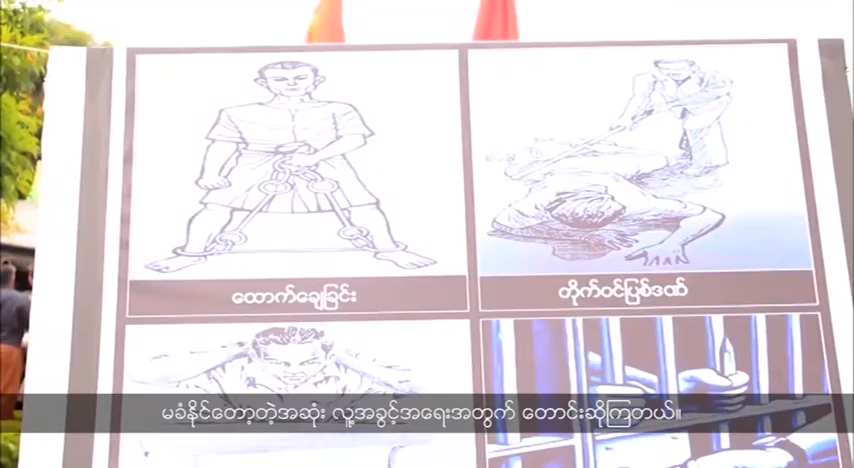 ထောက်ချေခြင်း
တိုက်ဝင်ပြစ်ဒဏ်
မခံနိုင်တော့တဲ့အဆုံး လူ့အခွင့်အရေးအတွက် တောင်းဆိုကြတယ်။